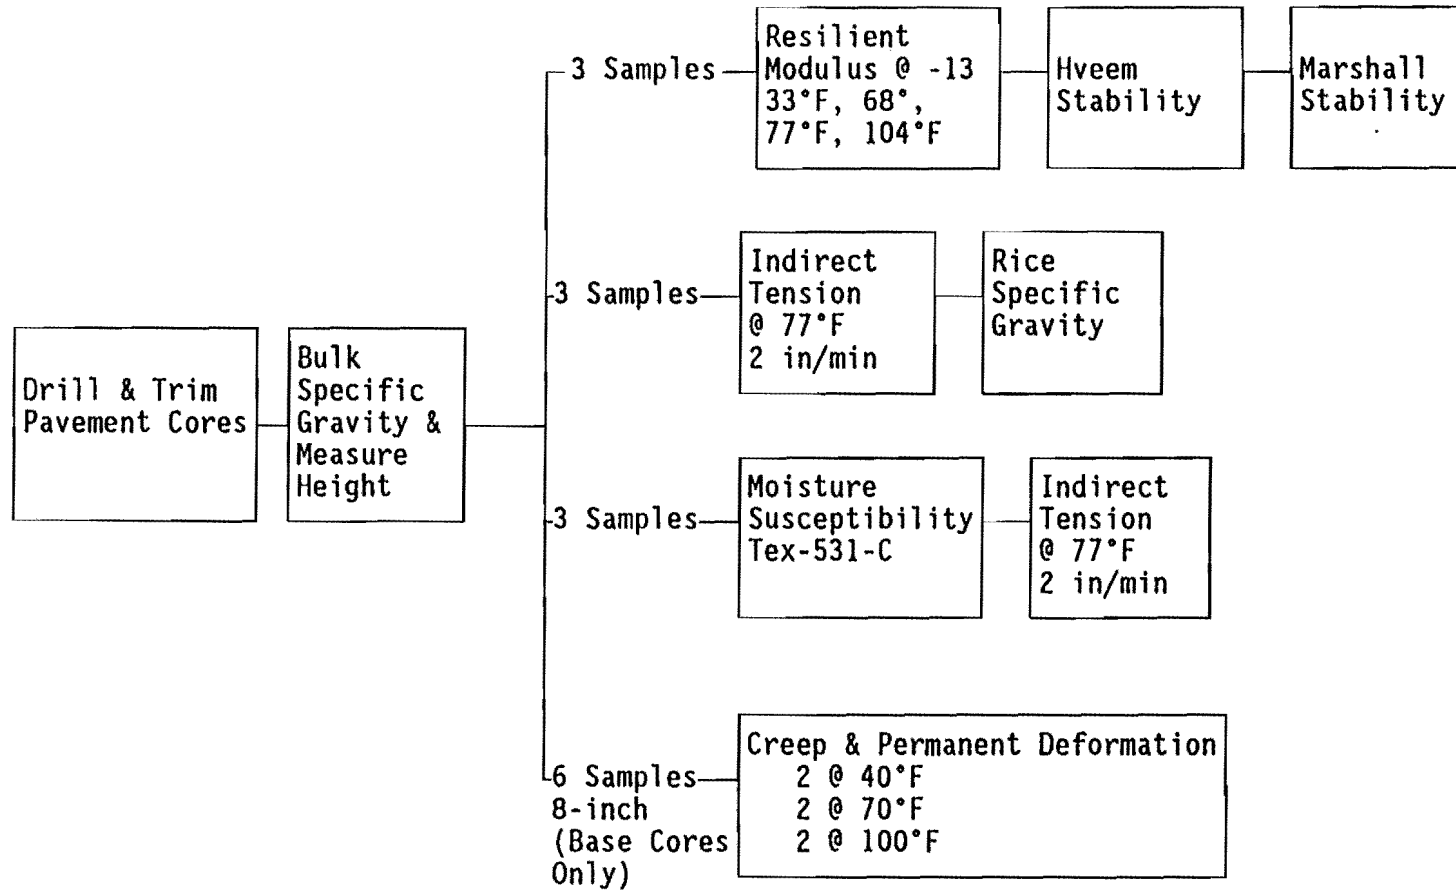 Drill & Trim
Pavement Cores
Bulk
Specific
Gravity &
Measure
Height
3 Samples
Resilient
Modulus @ -13
33°F, 68°,
77°F, 104°F
Hveem
Stability
Marshall
Stability
3 Samples
Indirect
Tension
@ 77°F
2 in/min
Rice
Specific
Gravity
3 Samples
Moisture
Susceptibility
Tex-531-C
Indirect
Tension
@ 77°F
2 in/min
6 Samples
8-inch
(Base Cores
Only)
Creep & Permanent Deformation
2 @ 40°F
2 @ 70°F
2 @ 100°F